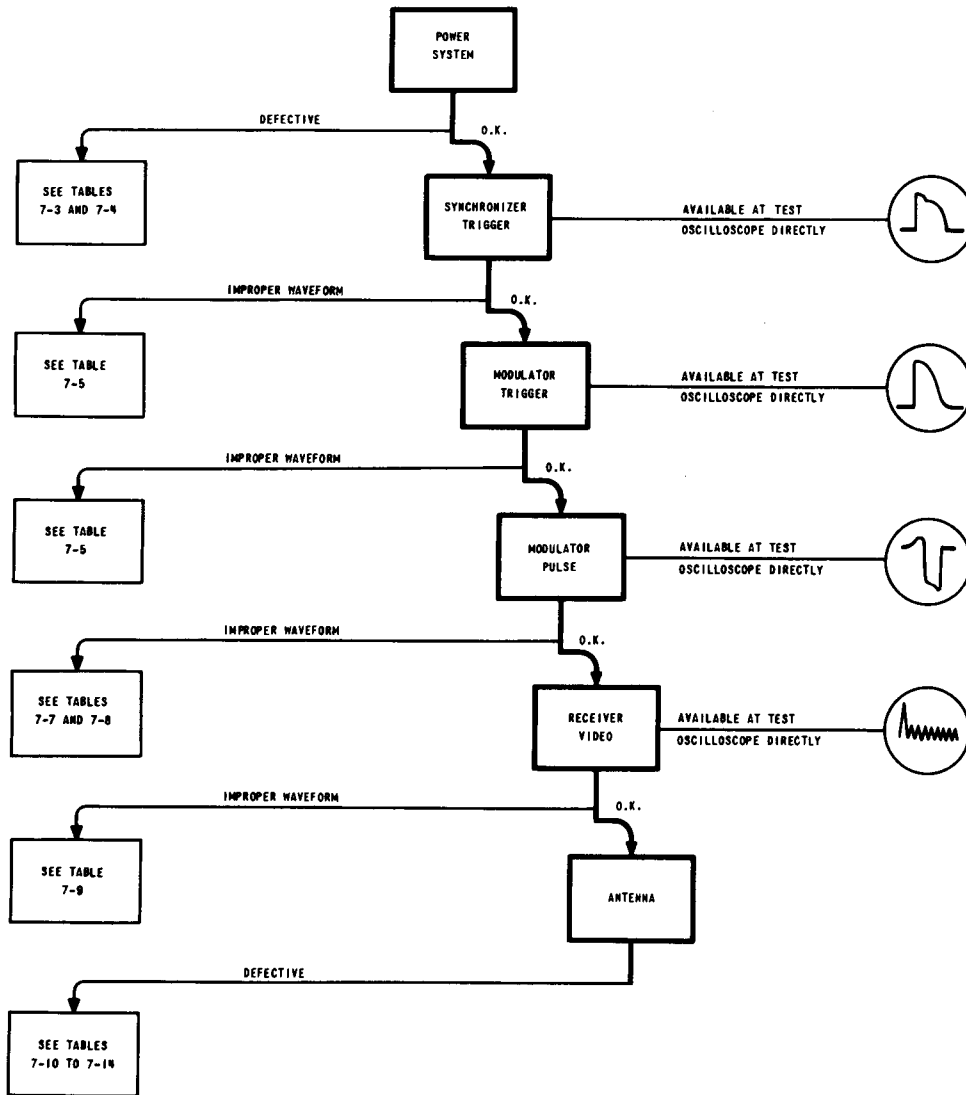 POWER
SYSTEM
DEFECTIVE
O.K.
SEE TABLES
7-3 AND 7-4
SYNCHRONIZER
TRIGGER
AVAILABLE AT TEST
OSCILLOSCOPE DIRECTLY
IMPROPER WAVEFORM
O.K.
SEE TABLE
7-5
MODULATOR
TRIGGER
AVAILABLE AT TEST
OSCILLOSCOPE DIRECTLY
IMPROPER WAVEFORM
O.K.
SEE TABLE
7-5
MODULATOR
PULSE
AVAILABLE AT TEST
OSCILLOSCOPE DIRECTLY
IMPROPER WAVEFORM
O.K.
SEE TABLES
7-7 AND 7-8
RECEIVER
VIDEO
AVAILABLE AT TEST
OSCILLOSCOPE DIRECTLY
IMPROPER WAVEFORM
O.K.
SEE TABLE
7-9
ANTENNA
DEFECTIVE
SEE TABLES
7-10 TO 7-14